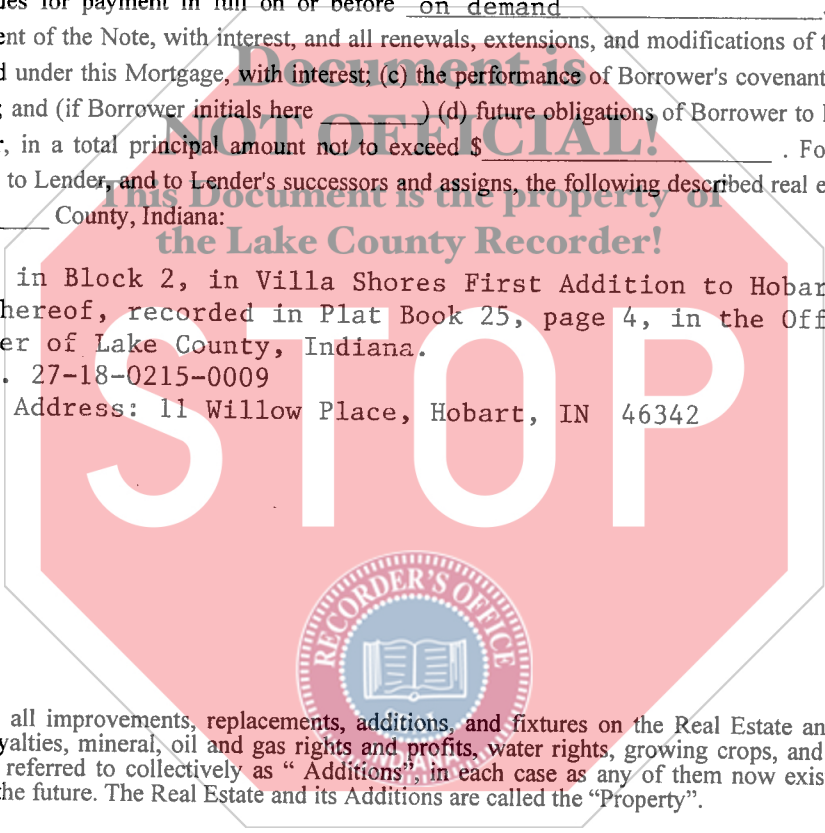 ues for payment in full on or before on demand
ent of the Note, with interest, and all renewals, extensions, and modifications of t
d under this Mortgage, with interest; (c) the performance of Borrower's covenant
; and (if Borrower initials here ________) (d) future obligations of Borrower to
r, in a total principal amount not to exceed $____________________ . Fo
to Lender, and to Lender's successors and assigns, the following described real e
_____ County, Indiana:
Document is
NOT OFFICIAL!
This Document is the property of
the Lake County Recorder!
in Block 2, in Villa Shores First Addition to Hobar
hereof, recorded in Plat Book 25, page 4, in the Off
er of Lake County, Indiana.
. 27-18-0215-0009
Address: 11 Willow Place, Hobart, IN 46342
STOP
RECORDER'S OFFICE
SEAL
INDIANA
all improvements, replacements, additions, and fixtures on the Real Estate an
yalties, mineral, oil and gas rights and profits, water rights, growing crops, and
referred to collectively as “ Additions”, in each case as any of them now exis
the future. The Real Estate and its Additions are called the “Property”.